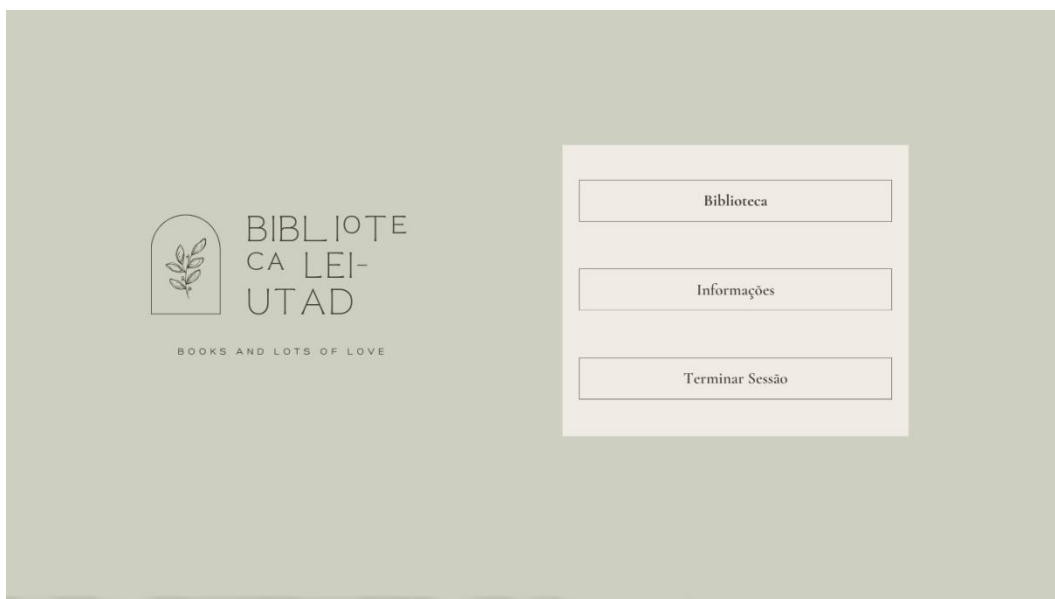 BIBLIOTE
CA LEI-
UTAD
BOOKS AND LOTS OF LOVE
Biblioteca
Informações
Terminar Sessão